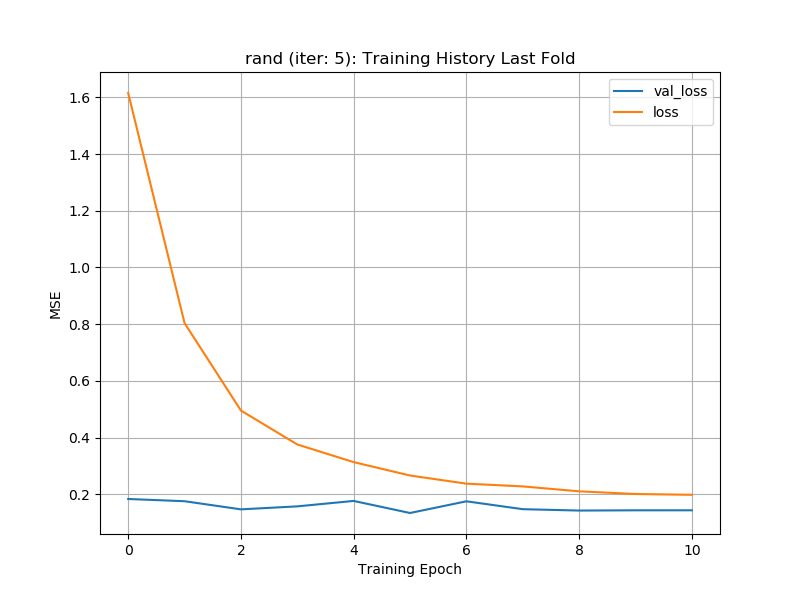 rand (iter: 5): Training History Last Fold
val_loss
loss
MSE
1.6
1.4
1.2
1.0
0.8
0.6
0.4
0.2
0 2 4 6 8 10
Training Epoch